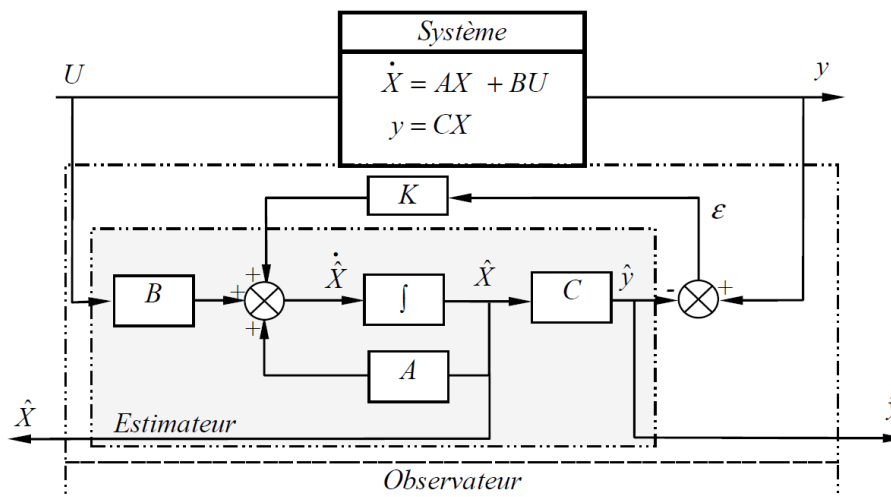 Système
U
Ẋ = AX + BU
y
y = CX
K
ε
+
-
+
B
+
X̂̇
∫
X̂
C
ŷ
+
A
X̂
Estimateur
Observateur